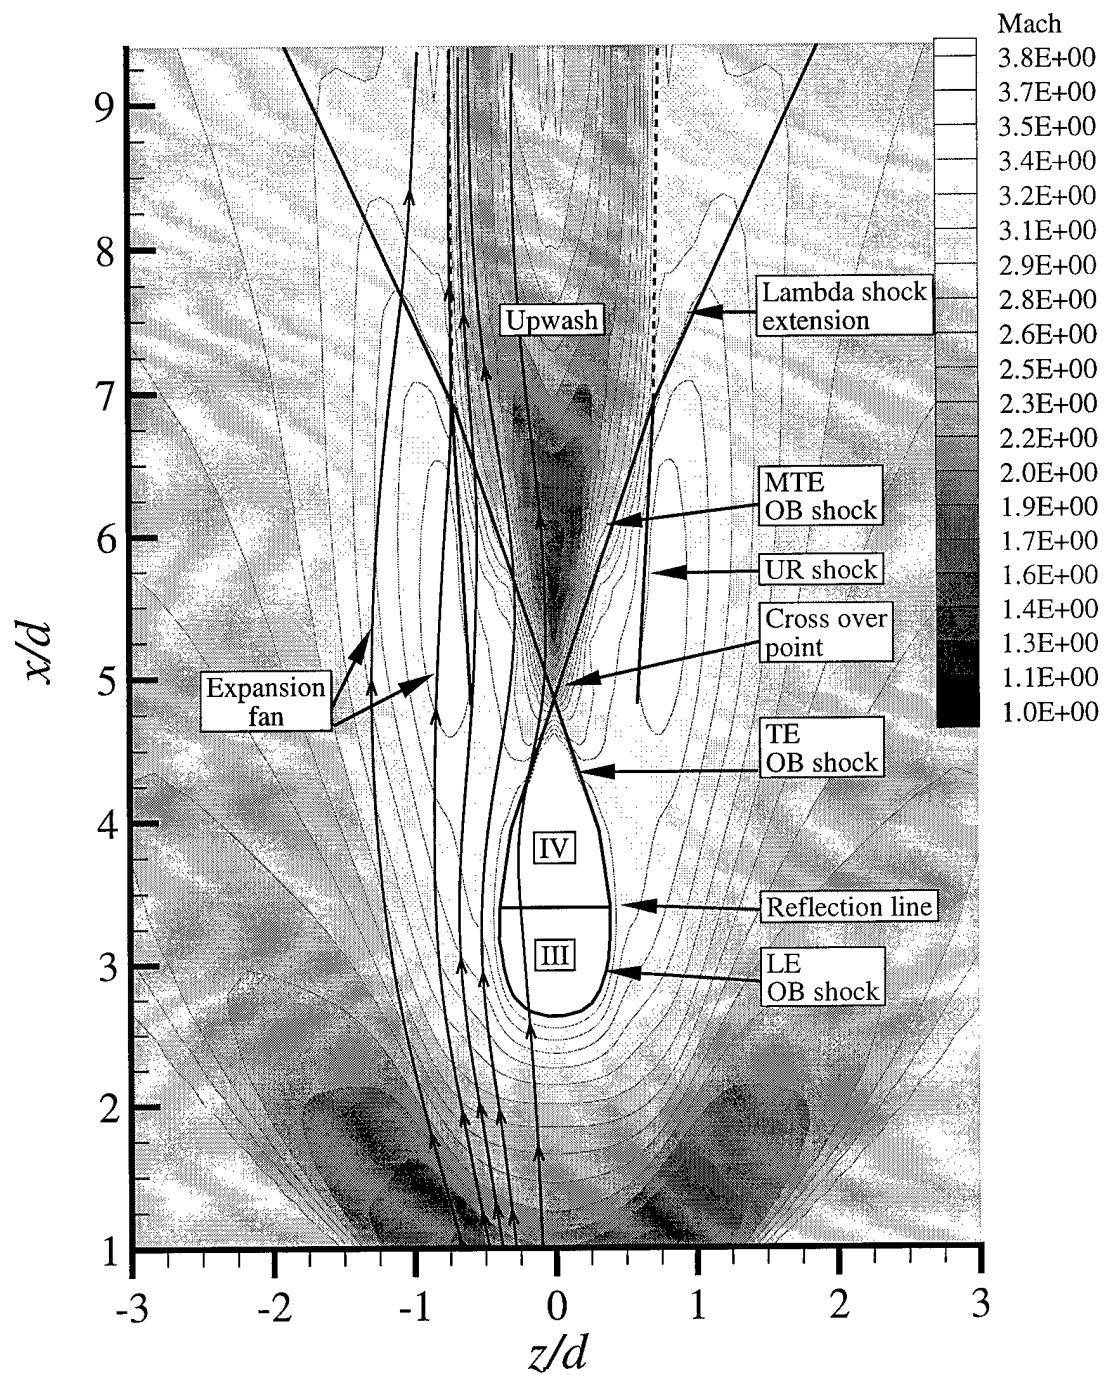 Mach
3.8E+00
3.7E+00
3.5E+00
3.4E+00
3.2E+00
3.1E+00
2.9E+00
2.8E+00
2.6E+00
2.5E+00
2.3E+00
2.2E+00
2.0E+00
1.9E+00
1.7E+00
1.6E+00
1.4E+00
1.3E+00
1.1E+00
1.0E+00
9
8
7
6
5
4
3
2
1
x/d
Upwash
Lambda shock
extension
MTE
OB shock
UR shock
Cross over
point
Expansion
fan
TE
OB shock
IV
Reflection line
III
LE
OB shock
-3
-2
-1
0
1
2
3
z/d